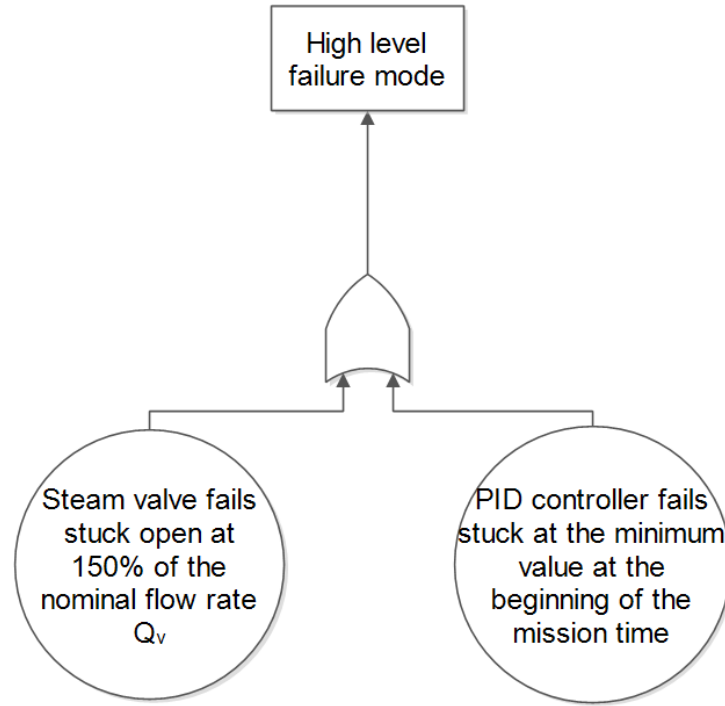 High level
failure mode
Steam valve fails
stuck open at
150% of the
nominal flow rate
Qv
PID controller fails
stuck at the minimum
value at the
beginning of the
mission time